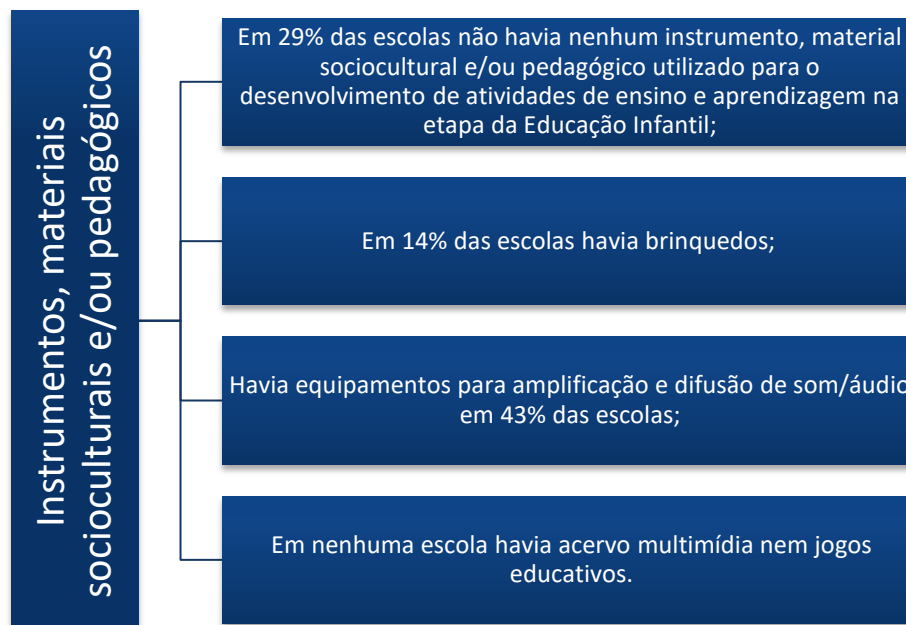 Instrumentos, materiais
socioculturais e/ou pedagógicos
Em 29% das escolas não havia nenhum instrumento, material
sociocultural e/ou pedagógico utilizado para o
desenvolvimento de atividades de ensino e aprendizagem na
etapa da Educação Infantil;
Em 14% das escolas havia brinquedos;
Havia equipamentos para amplificação e difusão de som/áudio
em 43% das escolas;
Em nenhuma escola havia acervo multimídia nem jogos
educativos.